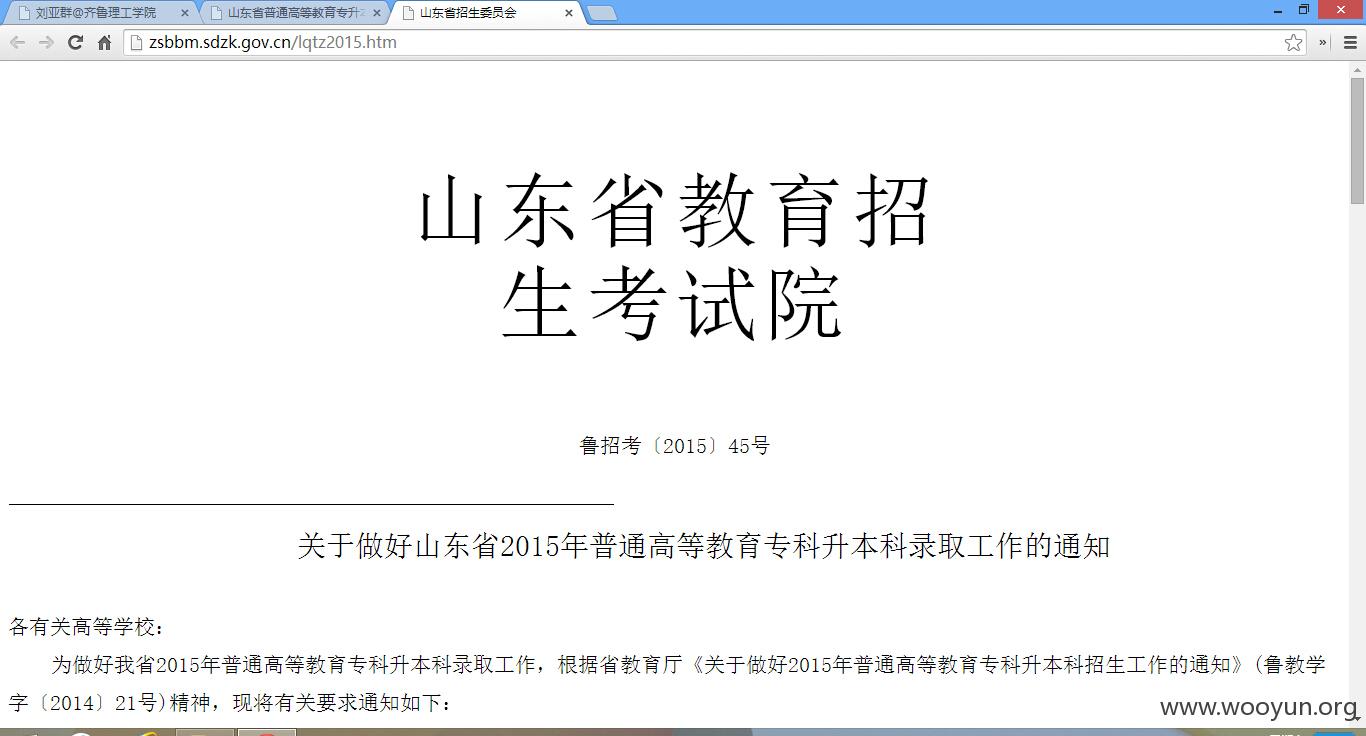 刘亚群@齐鲁理工学院
山东省普通高等教育专升
山东省招生委员会
zsbbm.sdzk.gov.cn/lqtz2015.htm
山东省教育招
生考试院
鲁招考〔2015〕45号
关于做好山东省2015年普通高等教育专科升本科录取工作的通知
各有关高等学校：
为做好我省2015年普通高等教育专科升本科录取工作，根据省教育厅《关于做好2015年普通高等教育专科升本科招生工作的通知》(鲁教学
字〔2014〕21号)精神，现将有关要求通知如下：
www.wooyun.org